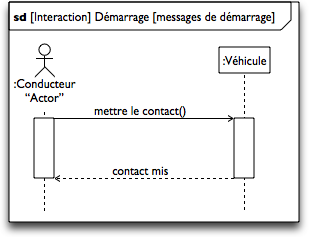 sd [Interaction] Démarrage [messages de démarrage]
:Conducteur
“Actor”
:Véhicule
mettre le contact()
contact mis